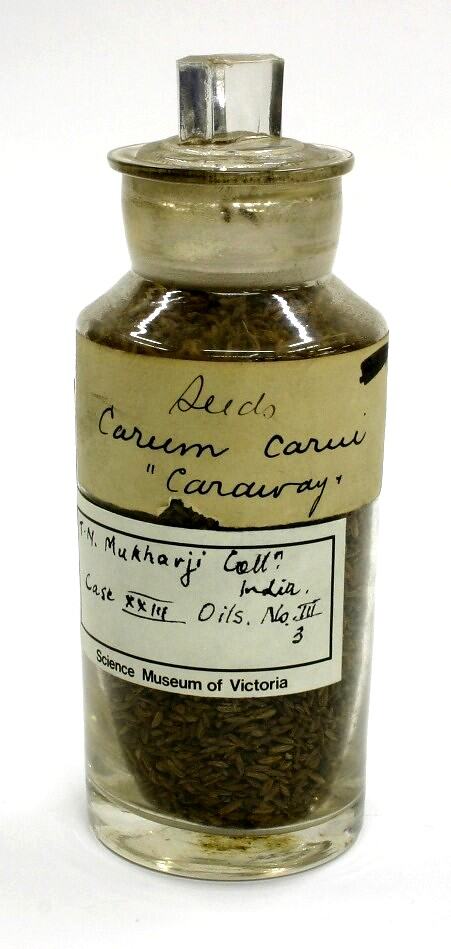 Seeds
Carum carui
"Caraway.
T.N. Mukharji Coll?
India.
Case XXIII Oils. No. III
3
Science Museum of Victoria